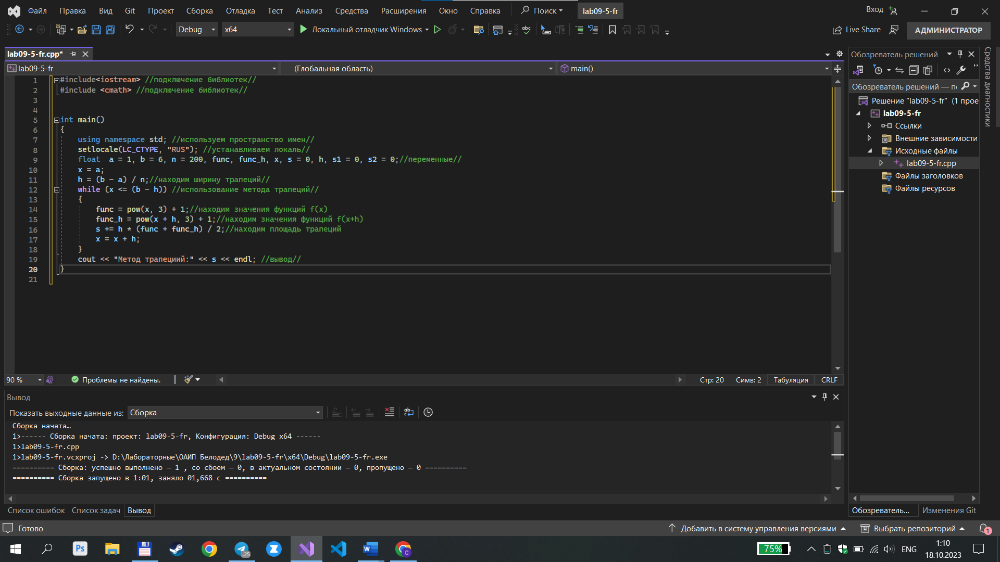 Файл Правка Вид Git Проект Сборка Отладка Тест Анализ Средства Расширения Окно Справка Поиск lab09-5-fr Вход
Debug x64 Локальный отладчик Windows Live Share АДМИНИСТРАТОР
lab09-5-fr.cpp*
lab09-5-fr (Глобальная область) main()
1 #include<iostream> //подключение библиотек//
2 #include <cmath> //подключение библиотек//
3
4
5 int main()
6 {
7 using namespace std; //используем пространство имен//
8 setlocale(LC_CTYPE, "RUS"); //устанавливаем локаль//
9 float  a = 1, b = 6, n = 200, func, func_h, x, s = 0, h, s1 = 0, s2 = 0;//переменные//
10 x = a;
11 h = (b - a) / n;//находим ширину трапеций//
12 while (x <= (b - h)) //использование метода трапеций//
13 {
14 func = pow(x, 3) + 1;//находим значения функций f(x)
15 func_h = pow(x + h, 3) + 1;//находим значения функций f(x+h)
16 s += h * (func + func_h) / 2;//находим площадь трапеций
17 x = x + h;
18 }
19 cout << "Метод трапециий:" << s << endl; //вывод//
20 }
21
90 % Проблемы не найдены. Стр: 20 Симв: 2 Табуляция CRLF
Вывод
Показать выходные данные из: Сборка
Сборка начата…
1>------ Сборка начата: проект: lab09-5-fr, Конфигурация: Debug x64 ------
1>lab09-5-fr.cpp
1>lab09-5-fr.vcxproj -> D:\Лабораторные\ОАИП Белодед\9\lab09-5-fr\x64\Debug\lab09-5-fr.exe
========== Сборка: успешно выполнено — 1 , со сбоем — 0, в актуальном состоянии — 0, пропущено — 0 ==========
========== Сборка запущено в 1:01, заняло 01,668 с ==========
Список ошибок Список задач Вывод
Обозреватель решений
Обозреватель решений — по
Решение "lab09-5-fr" (1 прое
lab09-5-fr
Ссылки
Внешние зависимости
Исходные файлы
lab09-5-fr.cpp
Файлы заголовков
Файлы ресурсов
Обозреватель... Изменения Git
Средства диагностики
Готово Добавить в систему управления версиями Выбрать репозиторий 1
Ps ..25 75% ENG 1:10
18.10.2023